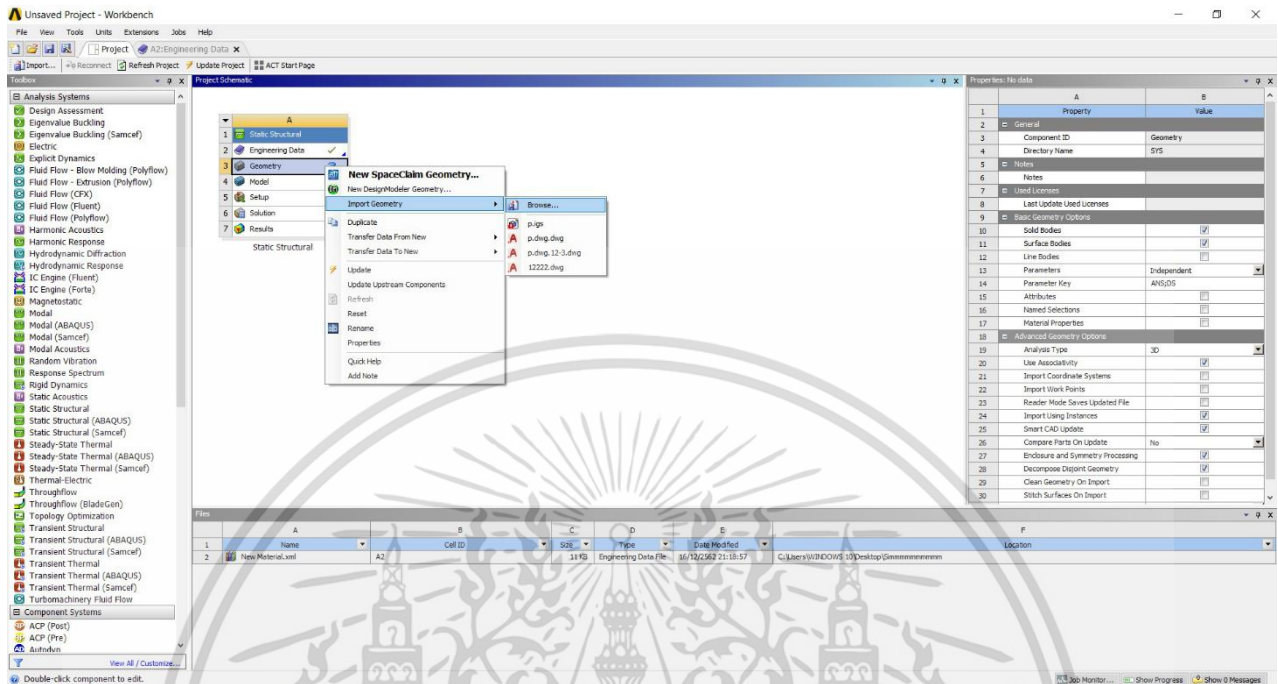 Unsaved Project - Workbench
File View Tools Units Extensions Jobs Help
Project A2:Engineering Data
Import... Reconnect Refresh Project Update Project ACT Start Page
Toolbox
Analysis Systems
Design Assessment
Eigenvalue Buckling
Eigenvalue Buckling (Samcef)
Electric
Explicit Dynamics
Fluid Flow - Blow Molding (Polyflow)
Fluid Flow - Extrusion (Polyflow)
Fluid Flow (CFX)
Fluid Flow (Fluent)
Fluid Flow (Polyflow)
Harmonic Acoustics
Harmonic Response
Hydrodynamic Diffraction
Hydrodynamic Response
IC Engine (Fluent)
IC Engine (Forte)
Magnetostatic
Modal
Modal (ABAQUS)
Modal (Samcef)
Modal Acoustics
Random Vibration
Response Spectrum
Rigid Dynamics
Static Acoustics
Static Structural
Static Structural (ABAQUS)
Static Structural (Samcef)
Steady-State Thermal
Steady-State Thermal (ABAQUS)
Steady-State Thermal (Samcef)
Thermal-Electric
Throughflow
Throughflow (BladeGen)
Topology Optimization
Transient Structural
Transient Structural (ABAQUS)
Transient Structural (Samcef)
Transient Thermal
Transient Thermal (ABAQUS)
Transient Thermal (Samcef)
Turbomachinery Fluid Flow
Component Systems
ACP (Post)
ACP (Pre)
Autodyn
View All / Customize...
Project Schematic
A
1 Static Structural
2 Engineering Data
3 Geometry
4 Model
5 Setup
6 Solution
7 Results
Static Structural
New SpaceClaim Geometry...
New DesignModeler Geometry...
Import Geometry
Duplicate
Transfer Data From New
Transfer Data To New
Update
Update Upstream Components
Refresh
Reset
Rename
Properties
Quick Help
Add Note
Browse...
p.igs
p.dwg.dwg
p.dwg. 12-3.dwg
12222.dwg
Properties: No data
A B
1 Property Value
2 General
3 Component ID Geometry
4 Directory Name SYS
5 Notes
6 Notes
7 Used Licenses
8 Last Update Used Licenses
9 Basic Geometry Options
10 Solid Bodies
11 Surface Bodies
12 Line Bodies
13 Parameters Independent
14 Parameter Key ANS;DS
15 Attributes
16 Named Selections
17 Material Properties
18 Advanced Geometry Options
19 Analysis Type 3D
20 Use Associativity
21 Import Coordinate Systems
22 Import Work Points
23 Reader Mode Saves Updated File
24 Import Using Instances
25 Smart CAD Update
26 Compare Parts On Update No
27 Enclosure and Symmetry Processing
28 Decompose Disjoint Geometry
29 Clean Geometry On Import
30 Stitch Surfaces On Import
Files
A B C D E F
1 Name Cell ID Size Type Date Modified Location
2 New Material.xml A2 11 KB Engineering Data File 16/12/2562 21:18:57
Double-click component to edit.
Job Monitor... Show Progress Show 0 Messages